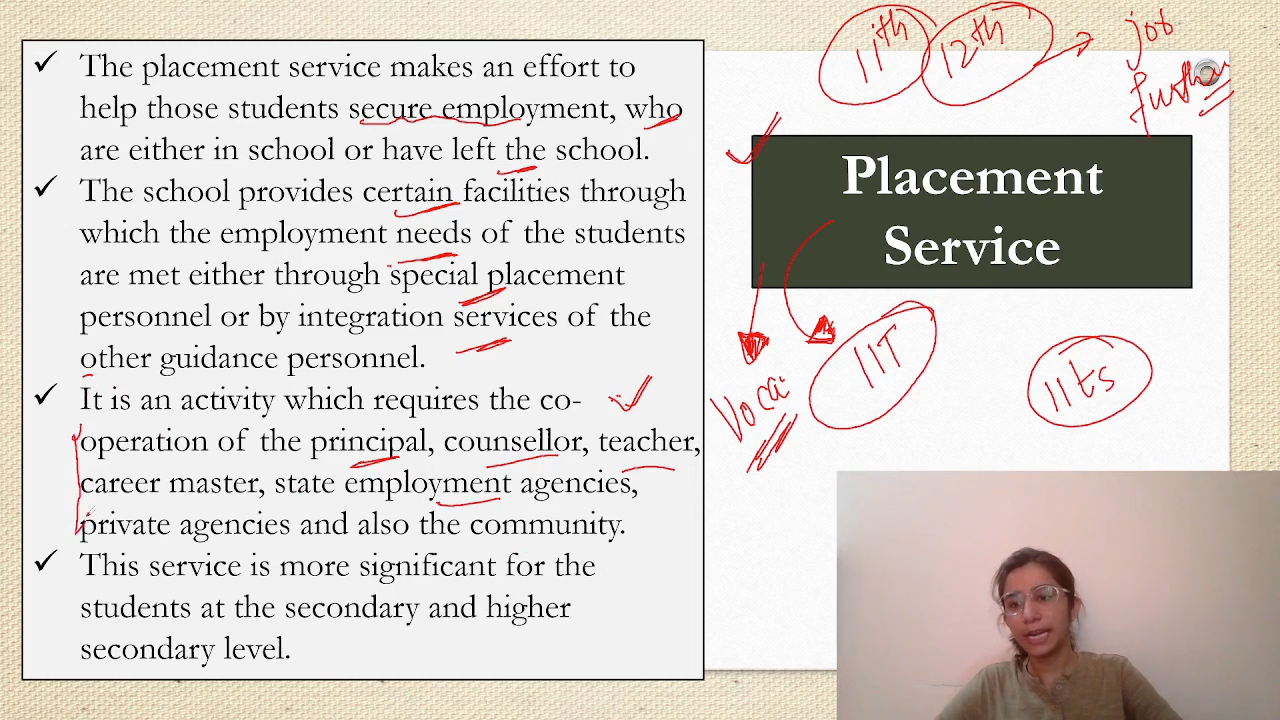 ✓ The placement service makes an effort to
help those students secure employment, who
are either in school or have left the school.
✓ The school provides certain facilities through
which the employment needs of the students
are met either through special placement
personnel or by integration services of the
other guidance personnel.
✓ It is an activity which requires the co-
operation of the principal, counsellor, teacher,
career master, state employment agencies,
private agencies and also the community.
✓ This service is more significant for the
students at the secondary and higher
secondary level.
11th 12th → job
Placement
Service
IIT